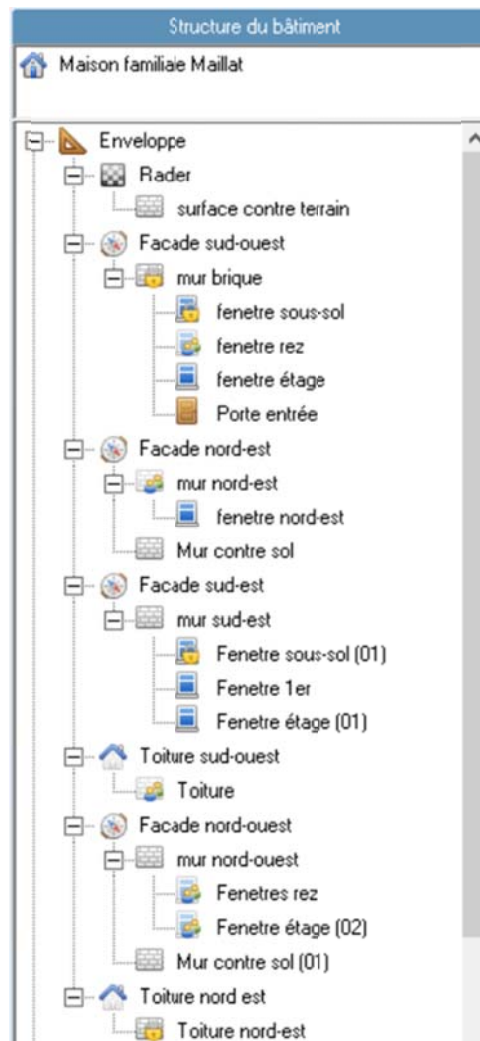 Structure du bâtiment
Maison familiaie Maillat
Enveloppe
Rader
surface contre terrain
Facade sud-ouest
mur brique
fenetre sous-sol
fenetre rez
fenetre étage
Porte entrée
Facade nord-est
mur nord-est
fenetre nord-est
Mur contre sol
Facade sud-est
mur sud-est
Fenetre sous-sol (01)
Fenetre 1er
Fenetre étage (01)
Toiture sud-ouest
Toiture
Facade nord-ouest
mur nord-ouest
Fenetres rez
Fenetre étage (02)
Mur contre sol (01)
Toiture nord est
Toiture nord-est